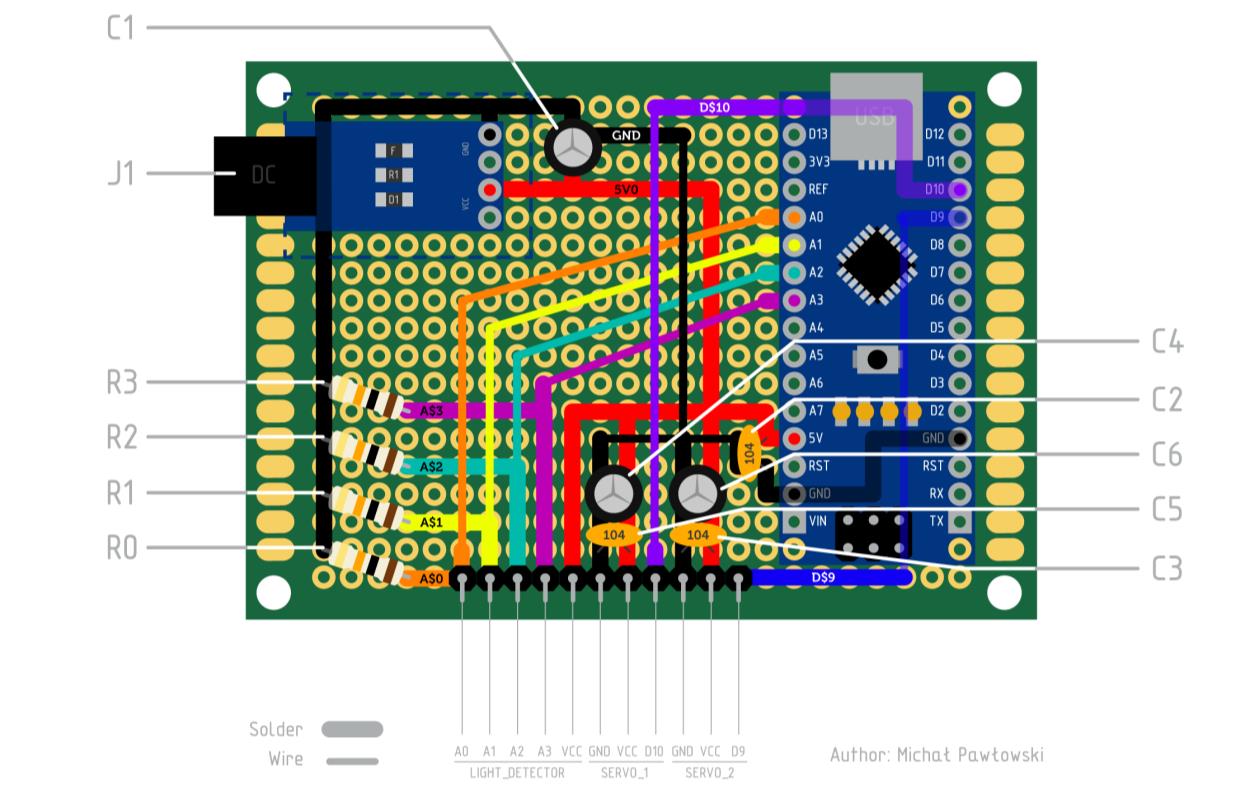 C1
D$10
USB
GND
D13
D12
GND
3V3
D11
F
J1
DC
R1
5V0
REF
D10
D1
VCC
A0
D9
A1
D8
A2
D7
A3
D6
A4
D5
C4
A5
D4
R3
A6
D3
C2
A$3
A7
D2
R2
5V
GND
104
C6
A$2
RST
RST
R1
GND
RX
C5
A$1
VIN
TX
104
104
R0
C3
A$0
D$9
Solder
Wire
A0 A1 A2 A3 VCC GND VCC D10 GND VCC D9
LIGHT_DETECTOR SERVO_1 SERVO_2
Author: Michał Pawłowski